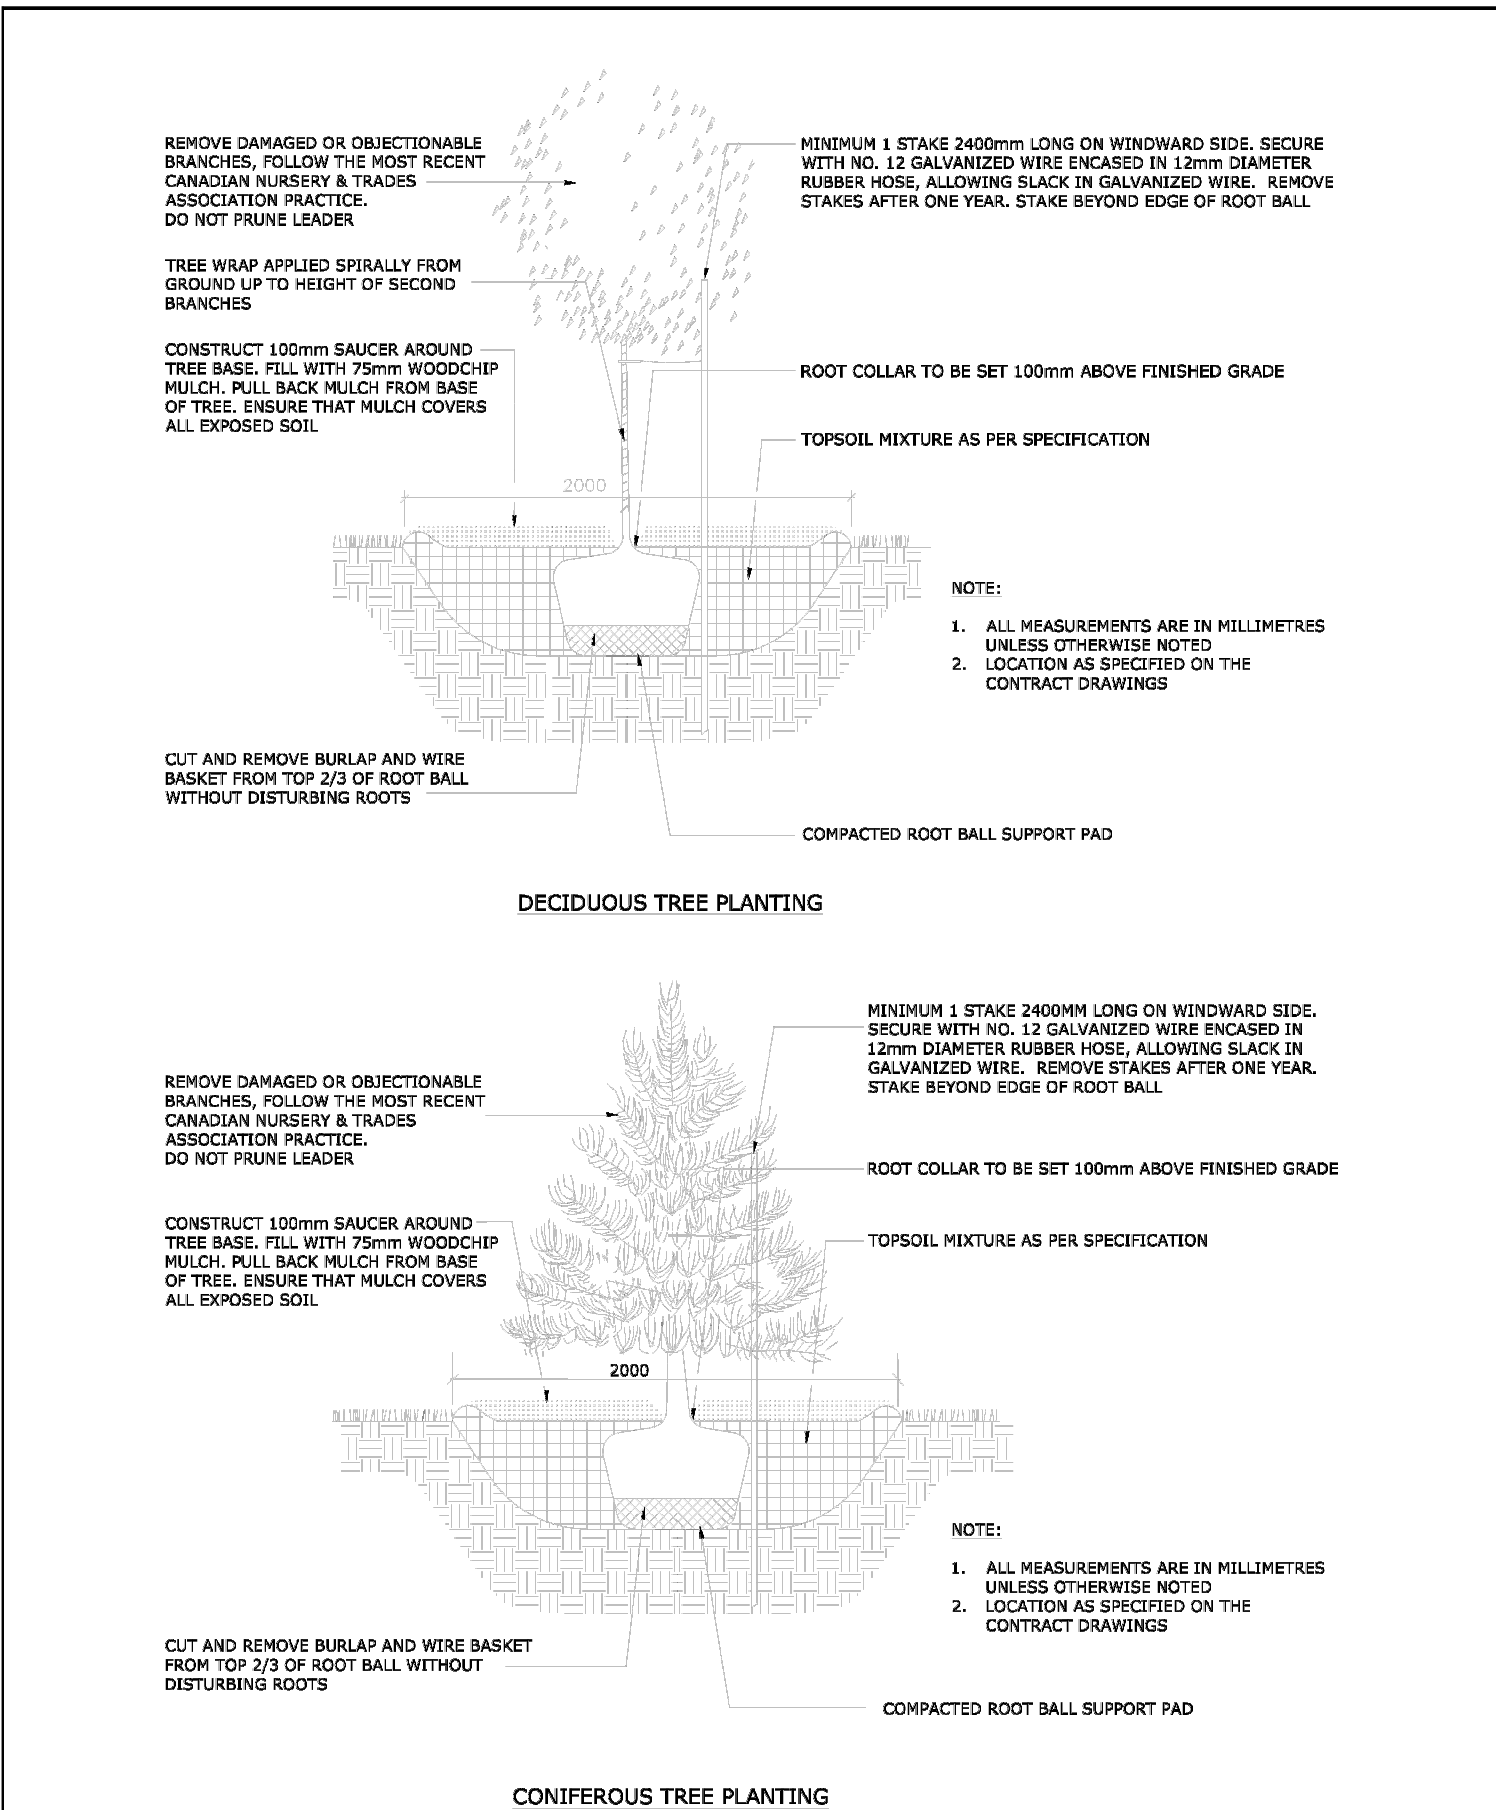 REMOVE DAMAGED OR OBJECTIONABLE
BRANCHES, FOLLOW THE MOST RECENT
CANADIAN NURSERY & TRADES
ASSOCIATION PRACTICE.
DO NOT PRUNE LEADER
MINIMUM 1 STAKE 2400mm LONG ON WINDWARD SIDE. SECURE
WITH NO. 12 GALVANIZED WIRE ENCASED IN 12mm DIAMETER
RUBBER HOSE, ALLOWING SLACK IN GALVANIZED WIRE. REMOVE
STAKES AFTER ONE YEAR. STAKE BEYOND EDGE OF ROOT BALL
TREE WRAP APPLIED SPIRALLY FROM
GROUND UP TO HEIGHT OF SECOND
BRANCHES
CONSTRUCT 100mm SAUCER AROUND
TREE BASE. FILL WITH 75mm WOODCHIP
MULCH. PULL BACK MULCH FROM BASE
OF TREE. ENSURE THAT MULCH COVERS
ALL EXPOSED SOIL
ROOT COLLAR TO BE SET 100mm ABOVE FINISHED GRADE
TOPSOIL MIXTURE AS PER SPECIFICATION
2000
NOTE:
1. ALL MEASUREMENTS ARE IN MILLIMETRES
UNLESS OTHERWISE NOTED
2. LOCATION AS SPECIFIED ON THE
CONTRACT DRAWINGS
CUT AND REMOVE BURLAP AND WIRE
BASKET FROM TOP 2/3 OF ROOT BALL
WITHOUT DISTURBING ROOTS
COMPACTED ROOT BALL SUPPORT PAD
DECIDUOUS TREE PLANTING
MINIMUM 1 STAKE 2400MM LONG ON WINDWARD SIDE.
SECURE WITH NO. 12 GALVANIZED WIRE ENCASED IN
12mm DIAMETER RUBBER HOSE, ALLOWING SLACK IN
GALVANIZED WIRE. REMOVE STAKES AFTER ONE YEAR.
STAKE BEYOND EDGE OF ROOT BALL
REMOVE DAMAGED OR OBJECTIONABLE
BRANCHES, FOLLOW THE MOST RECENT
CANADIAN NURSERY & TRADES
ASSOCIATION PRACTICE.
DO NOT PRUNE LEADER
ROOT COLLAR TO BE SET 100mm ABOVE FINISHED GRADE
CONSTRUCT 100mm SAUCER AROUND
TREE BASE. FILL WITH 75mm WOODCHIP
MULCH. PULL BACK MULCH FROM BASE
OF TREE. ENSURE THAT MULCH COVERS
ALL EXPOSED SOIL
TOPSOIL MIXTURE AS PER SPECIFICATION
2000
NOTE:
1. ALL MEASUREMENTS ARE IN MILLIMETRES
UNLESS OTHERWISE NOTED
2. LOCATION AS SPECIFIED ON THE
CONTRACT DRAWINGS
CUT AND REMOVE BURLAP AND WIRE BASKET
FROM TOP 2/3 OF ROOT BALL WITHOUT
DISTURBING ROOTS
COMPACTED ROOT BALL SUPPORT PAD
CONIFEROUS TREE PLANTING